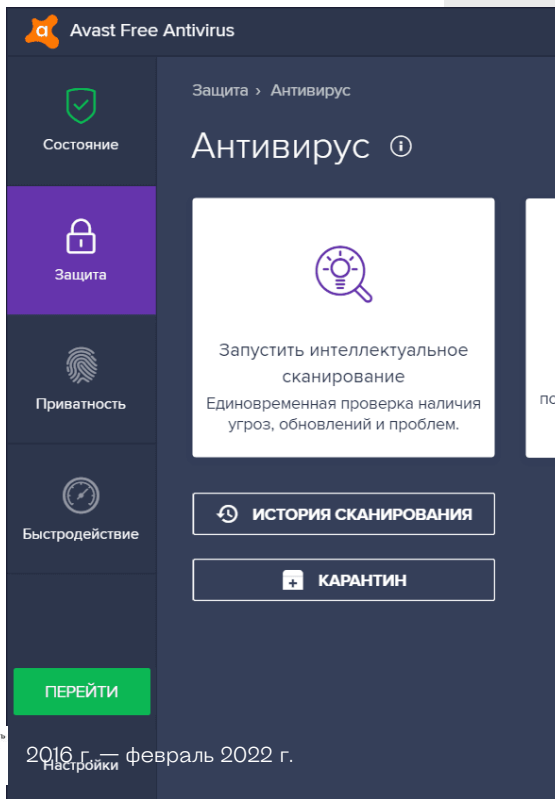 Avast Free Antivirus
Состояние
Защита
Приватность
Быстродействие
ПЕРЕЙТИ
Настройки
Защита › Антивирус
Антивирус
Запустить интеллектуальное
сканирование
Единовременная проверка наличия
угроз, обновлений и проблем.
ИСТОРИЯ СКАНИРОВАНИЯ
КАРАНТИН
2016 г. — февраль 2022 г.